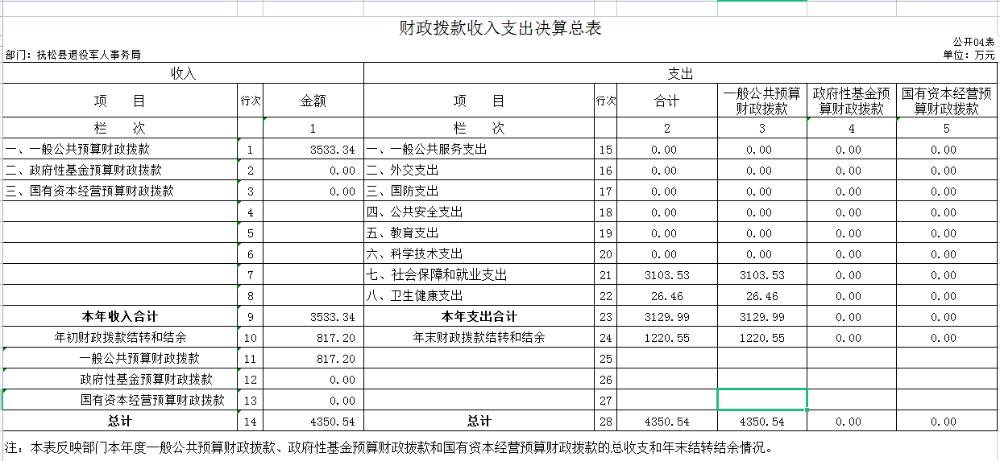 财政拨款收入支出决算总表
公开04表
部门：抚松县退役军人事务局 单位：万元
收入 支出
项 目 行次 金额 项 目 行次 合计 一般公共预算财政拨款 政府性基金预算财政拨款 国有资本经营预算财政拨款
栏 次 1 栏 次 2 3 4 5
一、一般公共预算财政拨款 1 3533.34 一、一般公共服务支出 15 0.00 0.00 0.00 0.00
二、政府性基金预算财政拨款 2 0.00 二、外交支出 16 0.00 0.00 0.00 0.00
三、国有资本经营预算财政拨款 3 0.00 三、国防支出 17 0.00 0.00 0.00 0.00
4 四、公共安全支出 18 0.00 0.00 0.00 0.00
5 五、教育支出 19 0.00 0.00 0.00 0.00
6 六、科学技术支出 20 0.00 0.00 0.00 0.00
7 七、社会保障和就业支出 21 3103.53 3103.53 0.00 0.00
8 八、卫生健康支出 22 26.46 26.46 0.00 0.00
本年收入合计 9 3533.34 本年支出合计 23 3129.99 3129.99 0.00 0.00
年初财政拨款结转和结余 10 817.20 年末财政拨款结转和结余 24 1220.55 1220.55 0.00 0.00
一般公共预算财政拨款 11 817.20 25
政府性基金预算财政拨款 12 0.00 26
国有资本经营预算财政拨款 13 0.00 27
总计 14 4350.54 总计 28 4350.54 4350.54 0.00 0.00
注：本表反映部门本年度一般公共预算财政拨款、政府性基金预算财政拨款和国有资本经营预算财政拨款的总收支和年末结转结余情况。